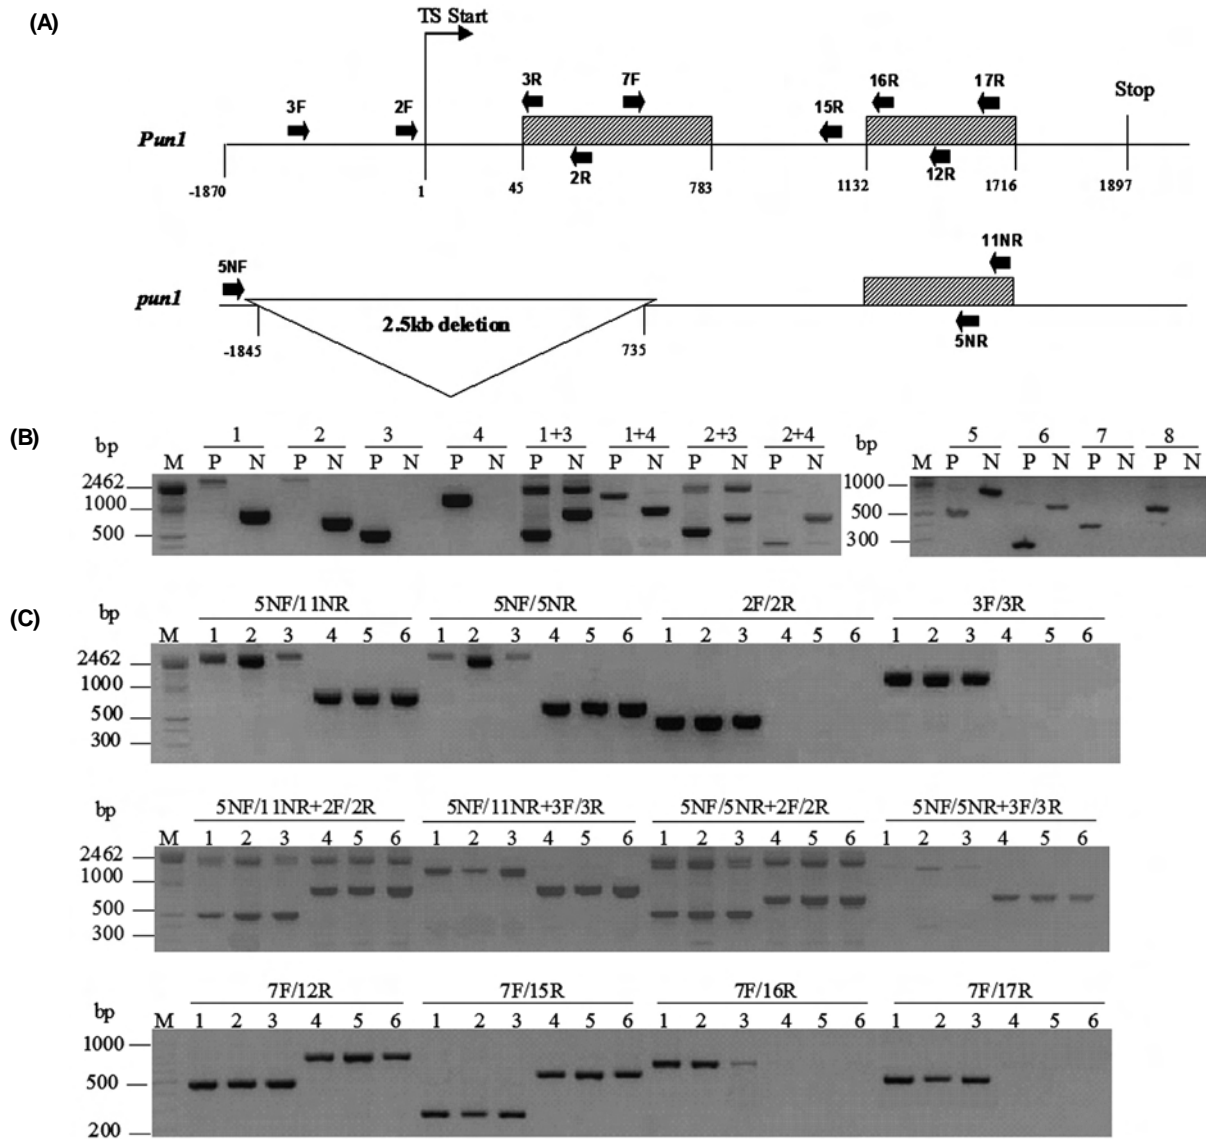 (A)
TS Start
3F 2F 3R 7F 15R 16R 17R Stop
Pun1
2R 12R
-1870 1 45 783 1132 1716 1897
5NF 11NR
pun1
2.5kb deletion
-1845 735 5NR
(B)
bp 1 2 3 4 1+3 1+4 2+3 2+4
M P N P N P N P N P N P N P N P N
2462
1000
500
5 6 7 8
M P N P N P N P N
1000
500
300
(C)
bp 5NF/11NR 5NF/5NR 2F/2R 3F/3R
M 1 2 3 4 5 6 1 2 3 4 5 6 1 2 3 4 5 6 1 2 3 4 5 6
2462
1000
500
300
bp 5NF/11NR+2F/2R 5NF/11NR+3F/3R 5NF/5NR+2F/2R 5NF/5NR+3F/3R
M 1 2 3 4 5 6 1 2 3 4 5 6 1 2 3 4 5 6 1 2 3 4 5 6
2462
1000
500
300
bp 7F/12R 7F/15R 7F/16R 7F/17R
M 1 2 3 4 5 6 1 2 3 4 5 6 1 2 3 4 5 6 1 2 3 4 5 6
1000
500
200